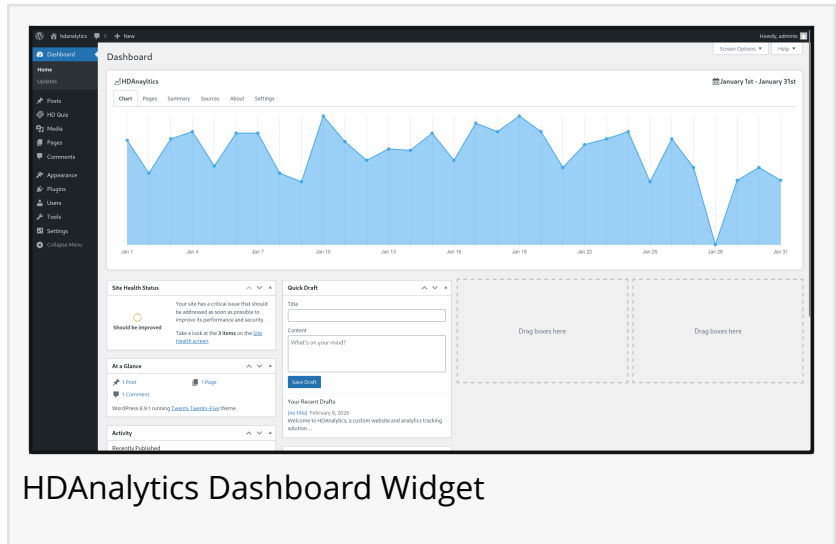 hdanalytics 0 + New
Howdy, adminis
Dashboard
Home
Updates
Posts
HD Quiz
Media
Pages
Comments
Appearance
Plugins
Users
Tools
Settings
Collapse Menu
Dashboard
Screen Options ▼ Help ▼
HDAnayltics
January 1st - January 31st
Chart Pages Summary Sources About Settings
Jan 1 Jan 4 Jan 7 Jan 10 Jan 13 Jan 16 Jan 19 Jan 22 Jan 25 Jan 28 Jan 31
Site Health Status
Should be improved
Your site has a critical issue that should
be addressed as soon as possible to
improve its performance and security.
Take a look at the 3 items on the Site
Health screen.
At a Glance
1 Post 1 Page
1 Comment
WordPress 6.9.1 running Twenty Twenty-Five theme.
Activity
Recently Published
Quick Draft
Title
Content
What's on your mind?
Save Draft
Your Recent Drafts
(no title) February 9, 2026
Welcome to HDAnalytics, a custom website and analytics tracking
solution…
Drag boxes here
Drag boxes here
HDAnalytics Dashboard Widget